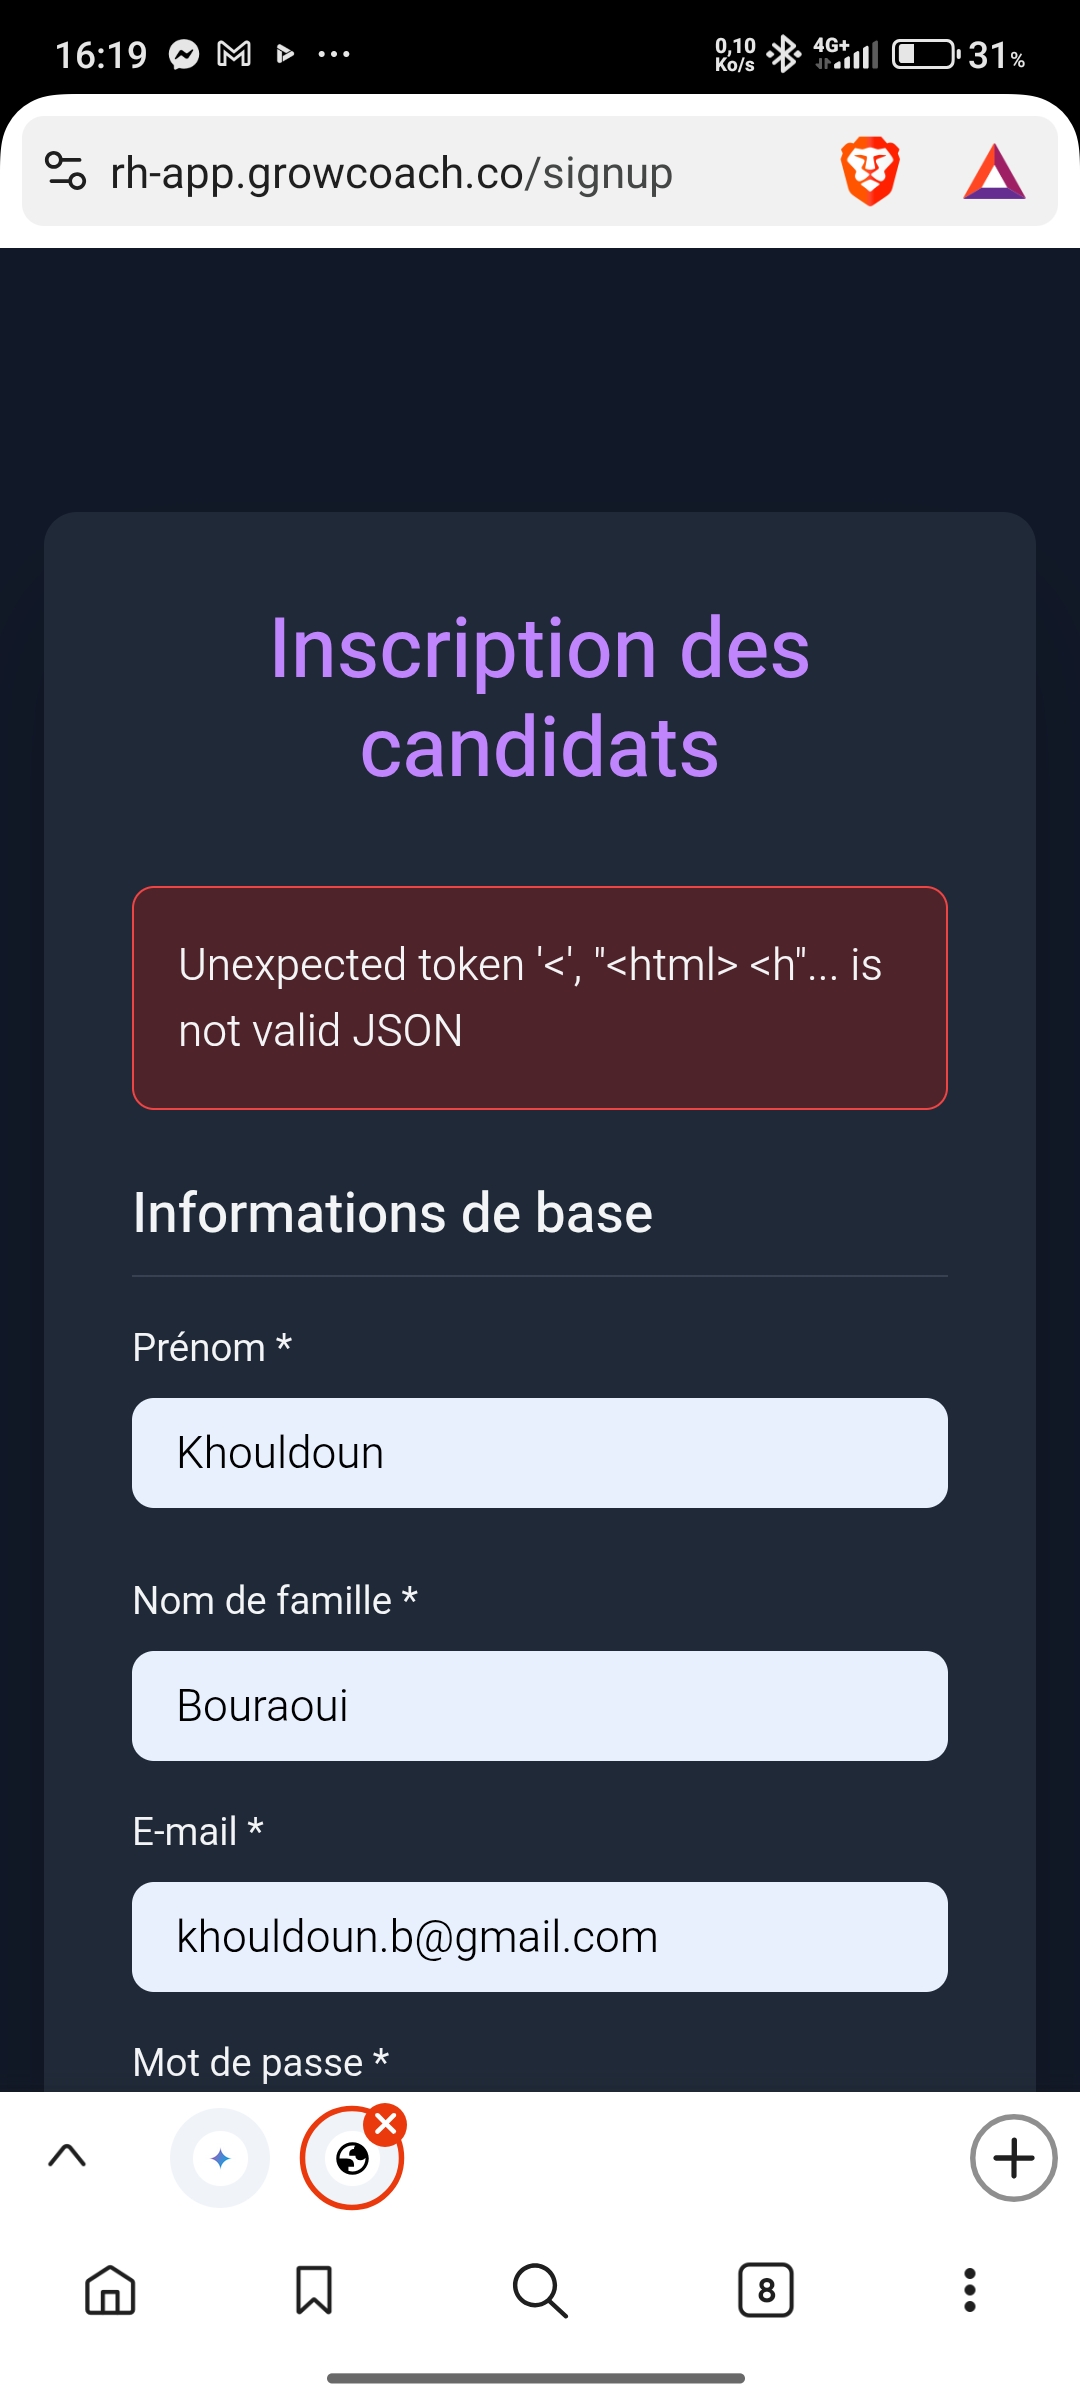 16:19
0,10
Ko/s
4G+
31%
rh-app.growcoach.co/signup
Inscription des
candidats
Unexpected token '<', "<html> <h"... is
not valid JSON
Informations de base
Prénom *
Khouldoun
Nom de famille *
Bouraoui
E-mail *
khouldoun.b@gmail.com
Mot de passe *
8